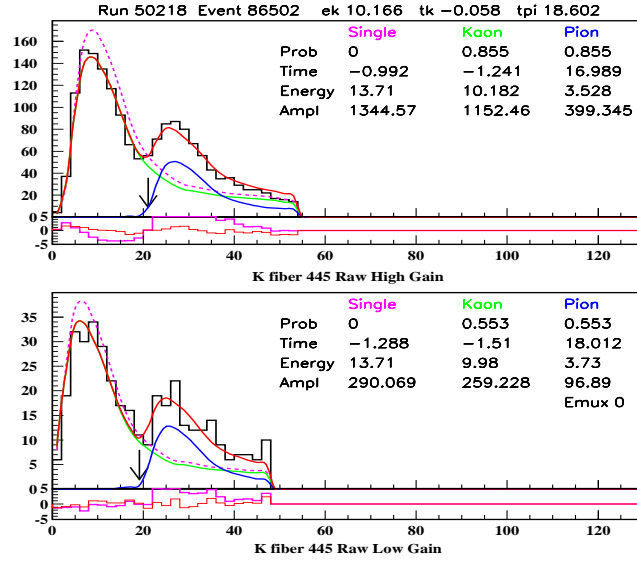 Run 50218 Event 86502 ek 10.166 tk −0.058 tpi 18.602
Single Kaon Pion
Prob 0 0.855 0.855
Time −0.992 −1.241 16.989
Energy 13.71 10.182 3.528
Ampl 1344.57 1152.46 399.345
160
140
120
100
80
60
40
20
0 5
0
−5
0 20 40 60 80 100 120
K fiber 445 Raw High Gain
Single Kaon Pion
Prob 0 0.553 0.553
Time −1.288 −1.51 18.012
Energy 13.71 9.98 3.73
Ampl 290.069 259.228 96.89
Emux 0
35
30
25
20
15
10
5
0 5
0
−5
0 20 40 60 80 100 120
K fiber 445 Raw Low Gain